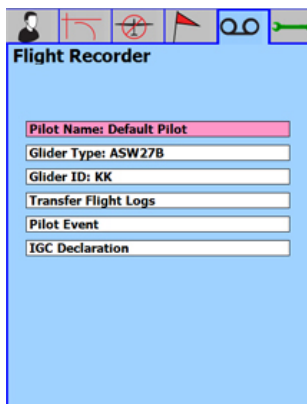 Flight Recorder
Pilot Name: Default Pilot
Glider Type: ASW27B
Glider ID: KK
Transfer Flight Logs
Pilot Event
IGC Declaration